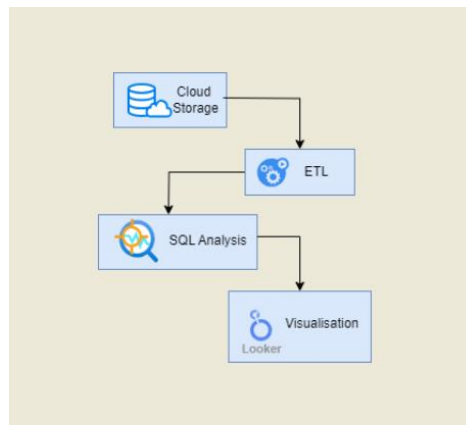 Cloud
Storage
ETL
SQL Analysis
Visualisation
Looker